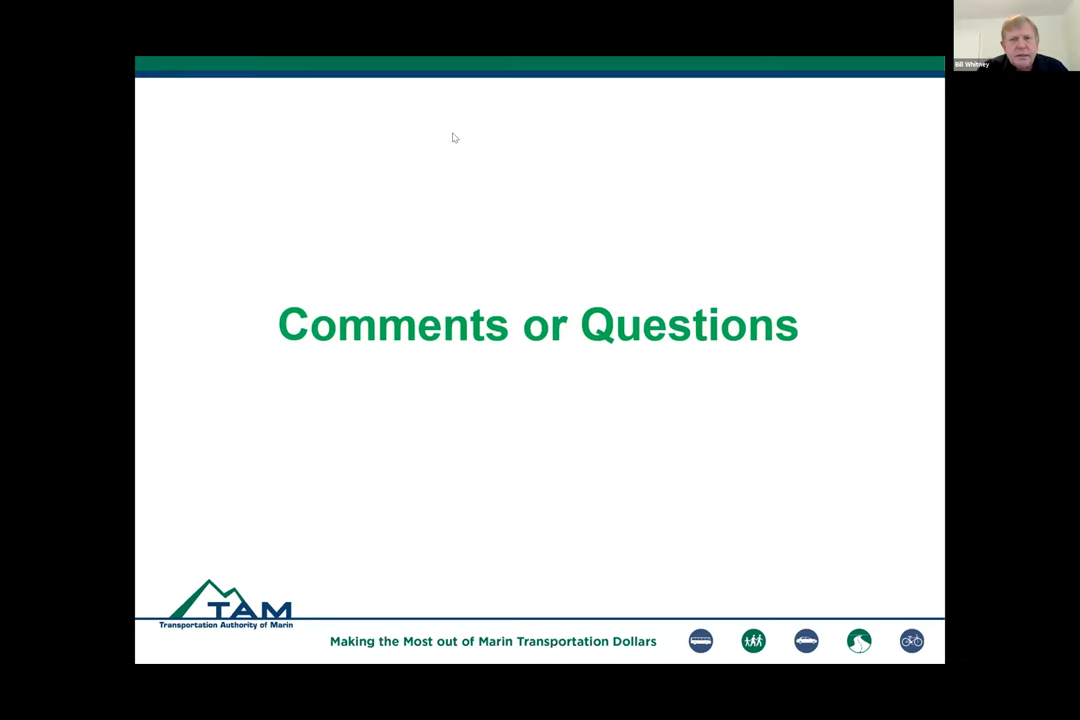 Bill Whitney
Comments or Questions
TAM
Transportation Authority of Marin
Making the Most out of Marin Transportation Dollars